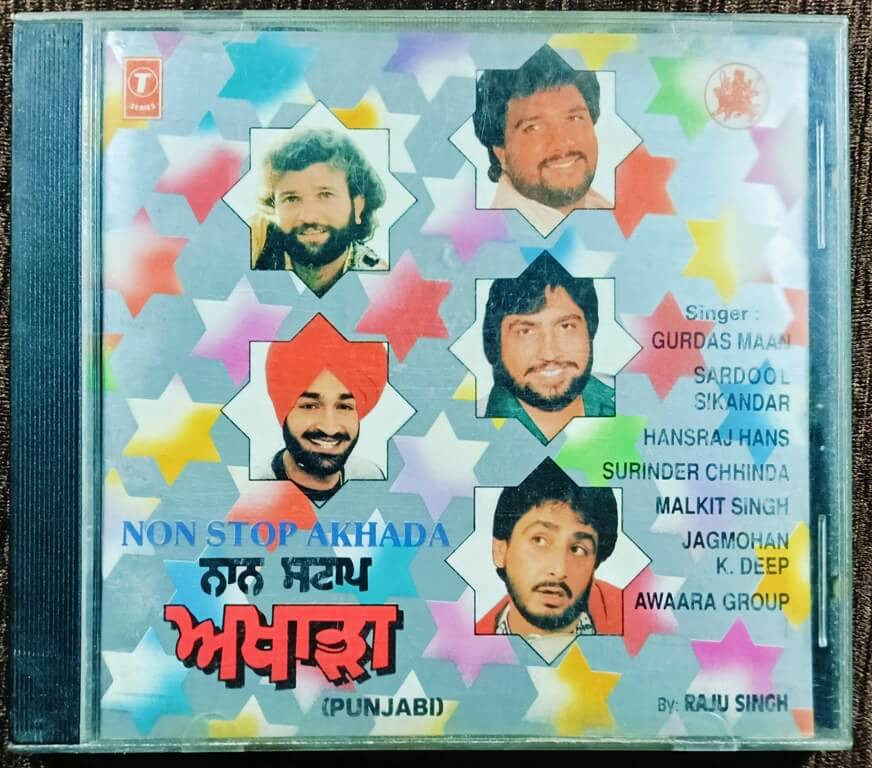 T
SERIES
Singer :
GURDAS MAAN
SARDOOL
SIKANDAR
HANSRAJ HANS
SURINDER CHHINDA
MALKIT SINGH
JAGMOHAN
K. DEEP
AWAARA GROUP
NON STOP AKHADA
ਨਾਨ ਸਟਾਪ
ਅਖਾੜਾ
(PUNJABI)
By: RAJU SINGH